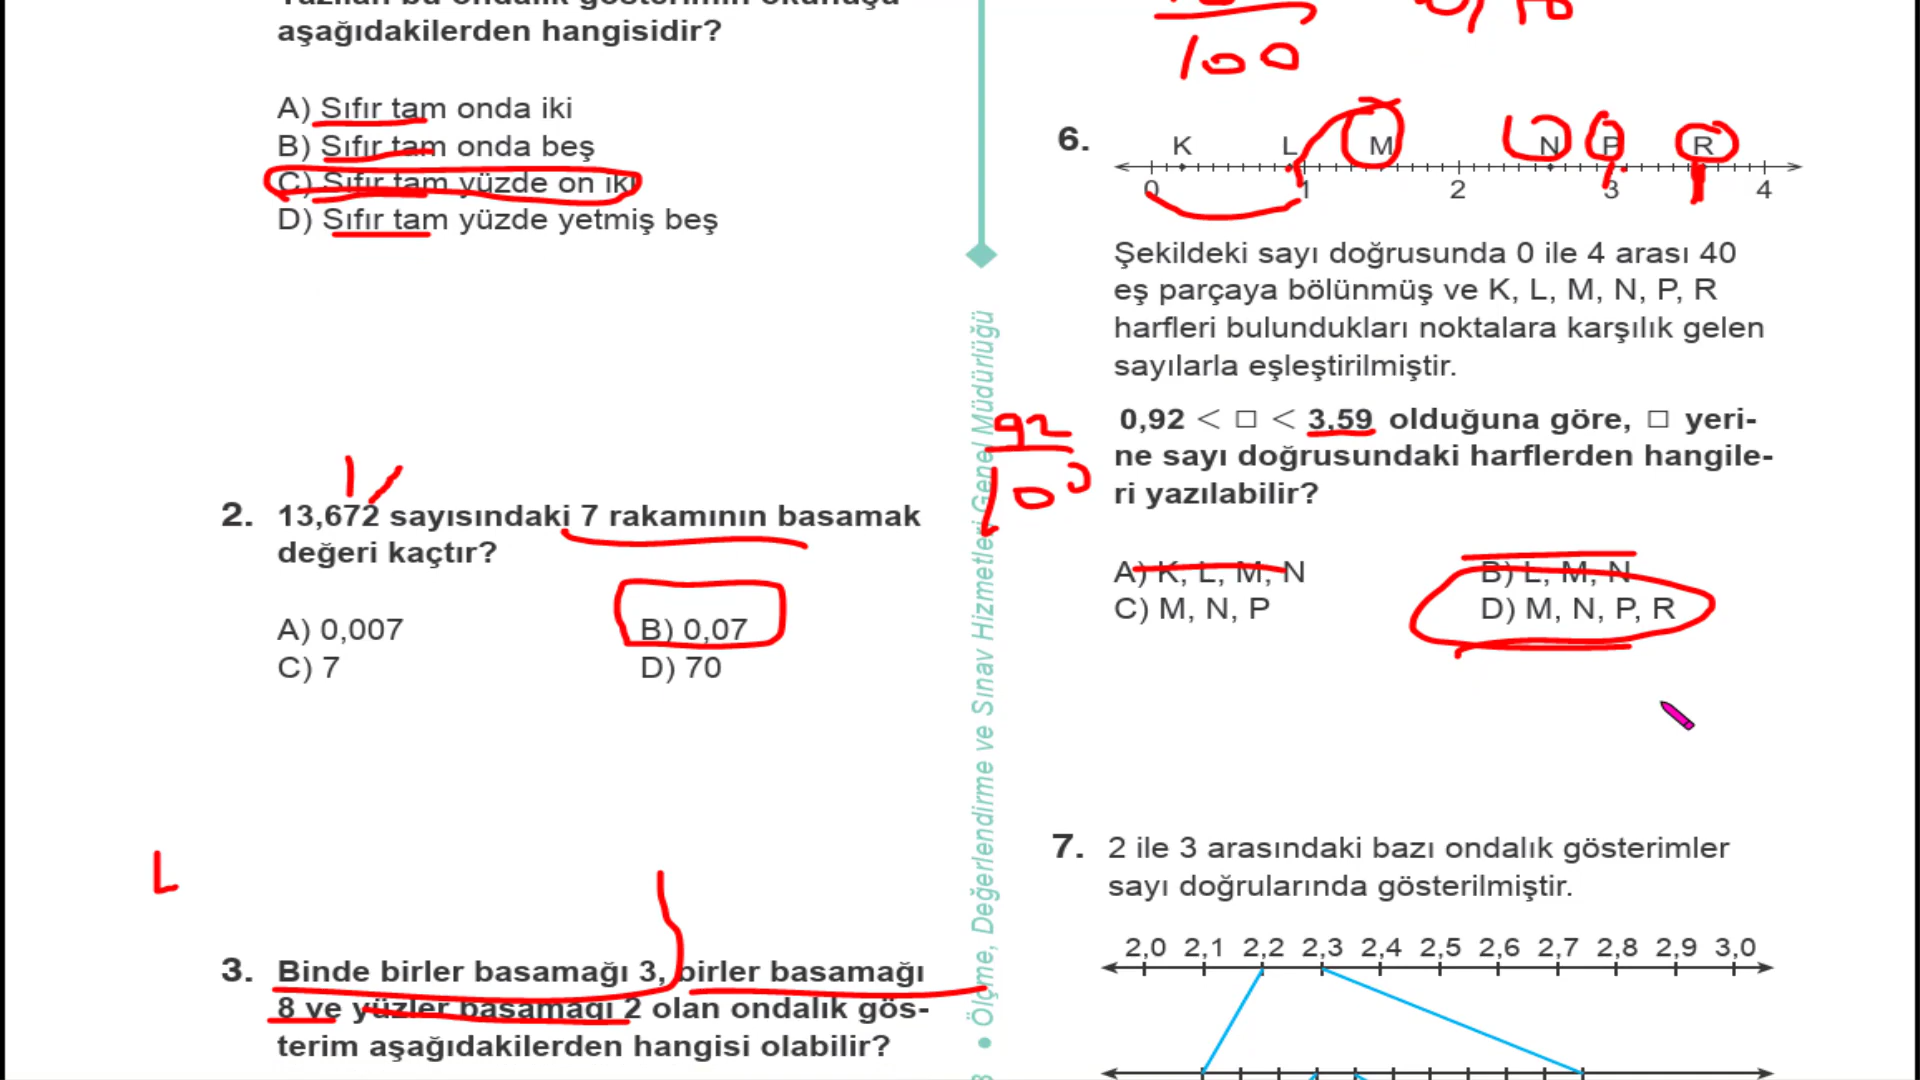 Yazılan bu ondalık gösterimin okunuşu
aşağıdakilerden hangisidir?
A) Sıfır tam onda iki
B) Sıfır tam onda beş
C) Sıfır tam yüzde on iki
D) Sıfır tam yüzde yetmiş beş
2. 13,672 sayısındaki 7 rakamının basamak
değeri kaçtır?
A) 0,007
B) 0,07
C) 7
D) 70
3. Binde birler basamağı 3, birler basamağı
8 ve yüzler basamağı 2 olan ondalık gös-
terim aşağıdakilerden hangisi olabilir?
• Ölçme, Değerlendirme ve Sınav Hizmetleri Genel Müdürlüğü
100
6.
K L M N P R
0 1 2 3 4
Şekildeki sayı doğrusunda 0 ile 4 arası 40
eş parçaya bölünmüş ve K, L, M, N, P, R
harfleri bulundukları noktalara karşılık gelen
sayılarla eşleştirilmiştir.
92
100
0,92 < □ < 3,59 olduğuna göre, □ yeri-
ne sayı doğrusundaki harflerden hangile-
ri yazılabilir?
A) K, L, M, N
B) L, M, N
C) M, N, P
D) M, N, P, R
7. 2 ile 3 arasındaki bazı ondalık gösterimler
sayı doğrularında gösterilmiştir.
2,0 2,1 2,2 2,3 2,4 2,5 2,6 2,7 2,8 2,9 3,0